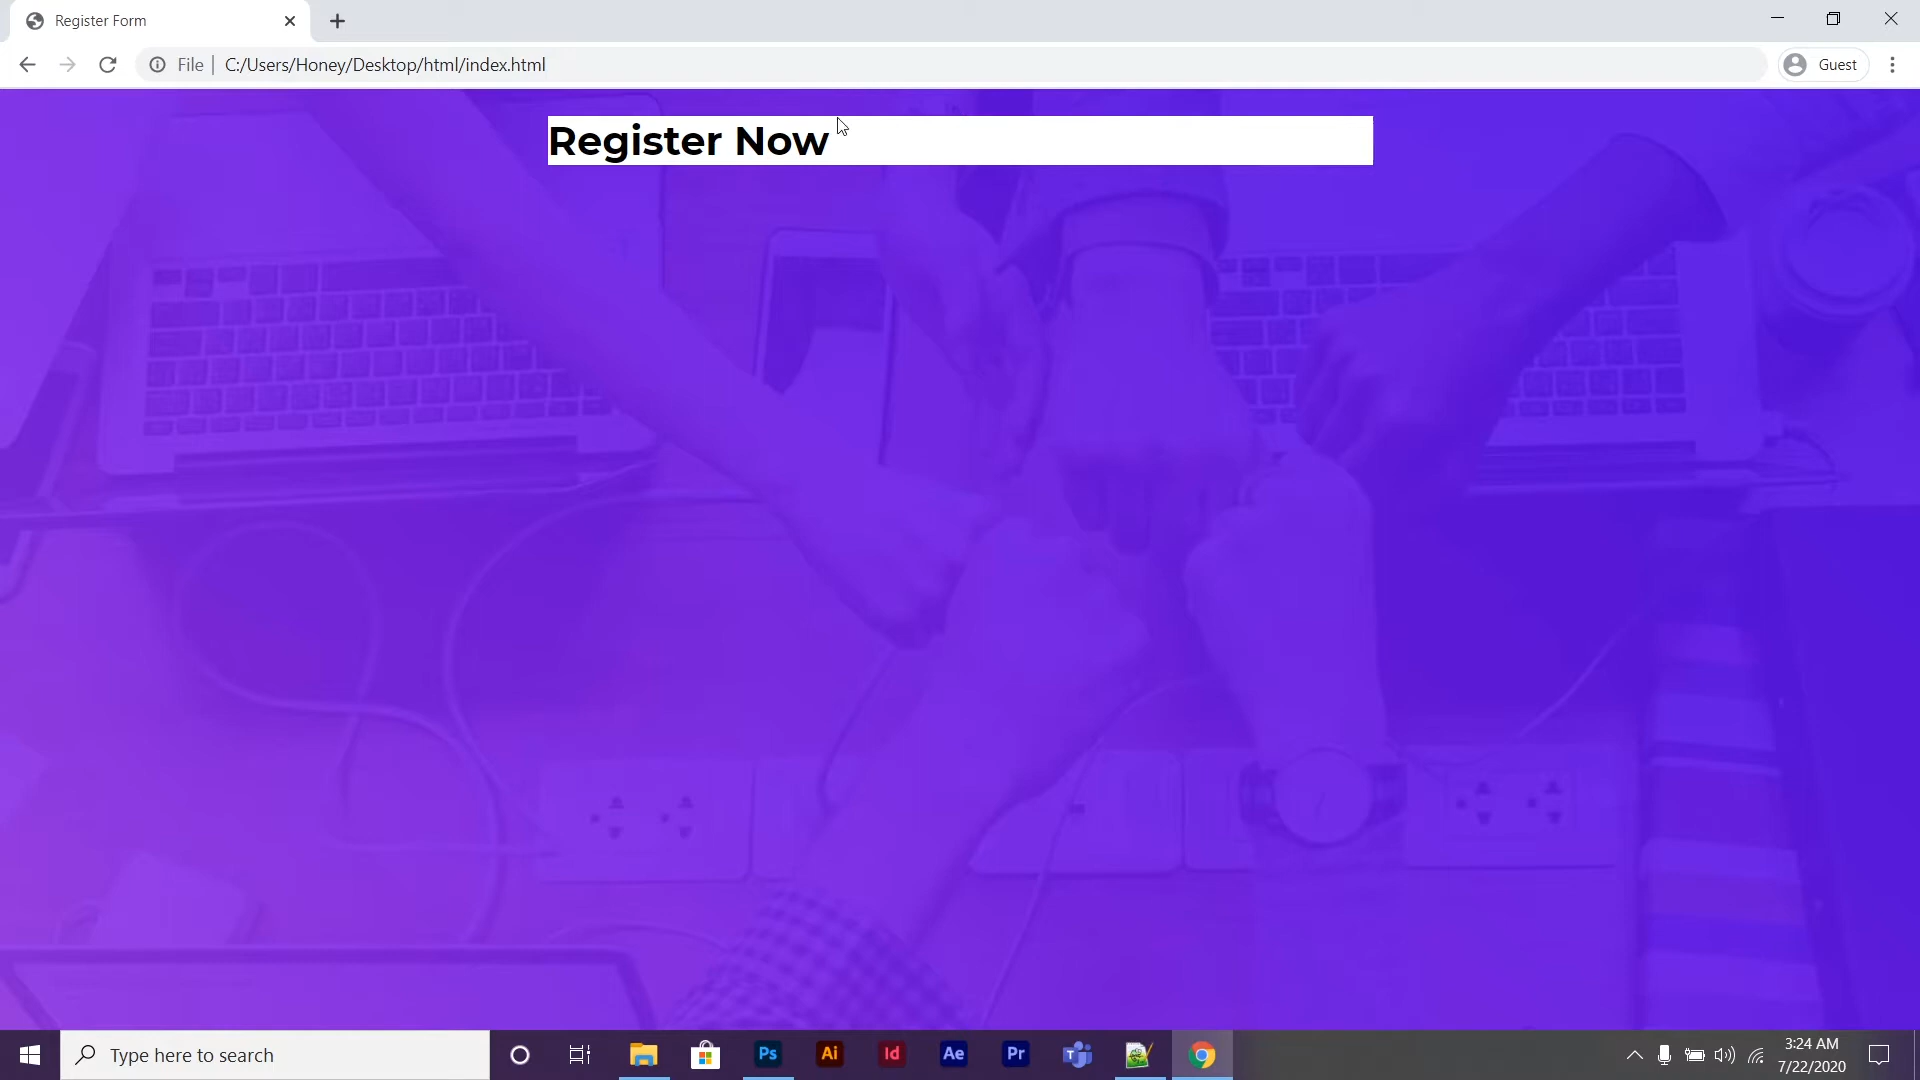 Register Form
File
C:/Users/Honey/Desktop/html/index.html
Guest
Register Now
Type here to search
Ps
Ai
Id
Ae
Pr
3:24 AM
7/22/2020